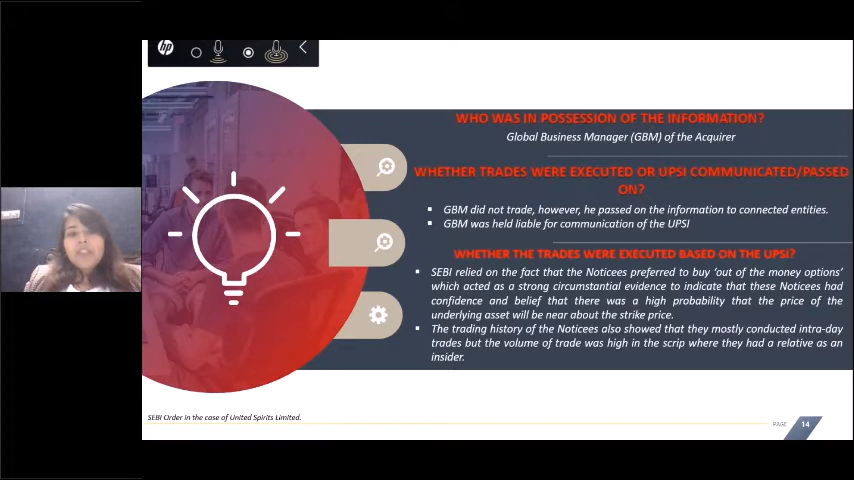 hp
WHO WAS IN POSSESSION OF THE INFORMATION?
Global Business Manager (GBM) of the Acquirer
WHETHER TRADES WERE EXECUTED OR UPSI COMMUNICATED/PASSED
ON?
▪ GBM did not trade, however, he passed on the information to connected entities.
▪ GBM was held liable for communication of the UPSI
WHETHER THE TRADES WERE EXECUTED BASED ON THE UPSI?
▪ SEBI relied on the fact that the Noticees preferred to buy ‘out of the money options’
which acted as a strong circumstantial evidence to indicate that these Noticees had
confidence and belief that there was a high probability that the price of the
underlying asset will be near about the strike price.
▪ The trading history of the Noticees also showed that they mostly conducted intra-day
trades but the volume of trade was high in the scrip where they had a relative as an
insider.
SEBI Order in the case of United Spirits Limited.
PAGE 14